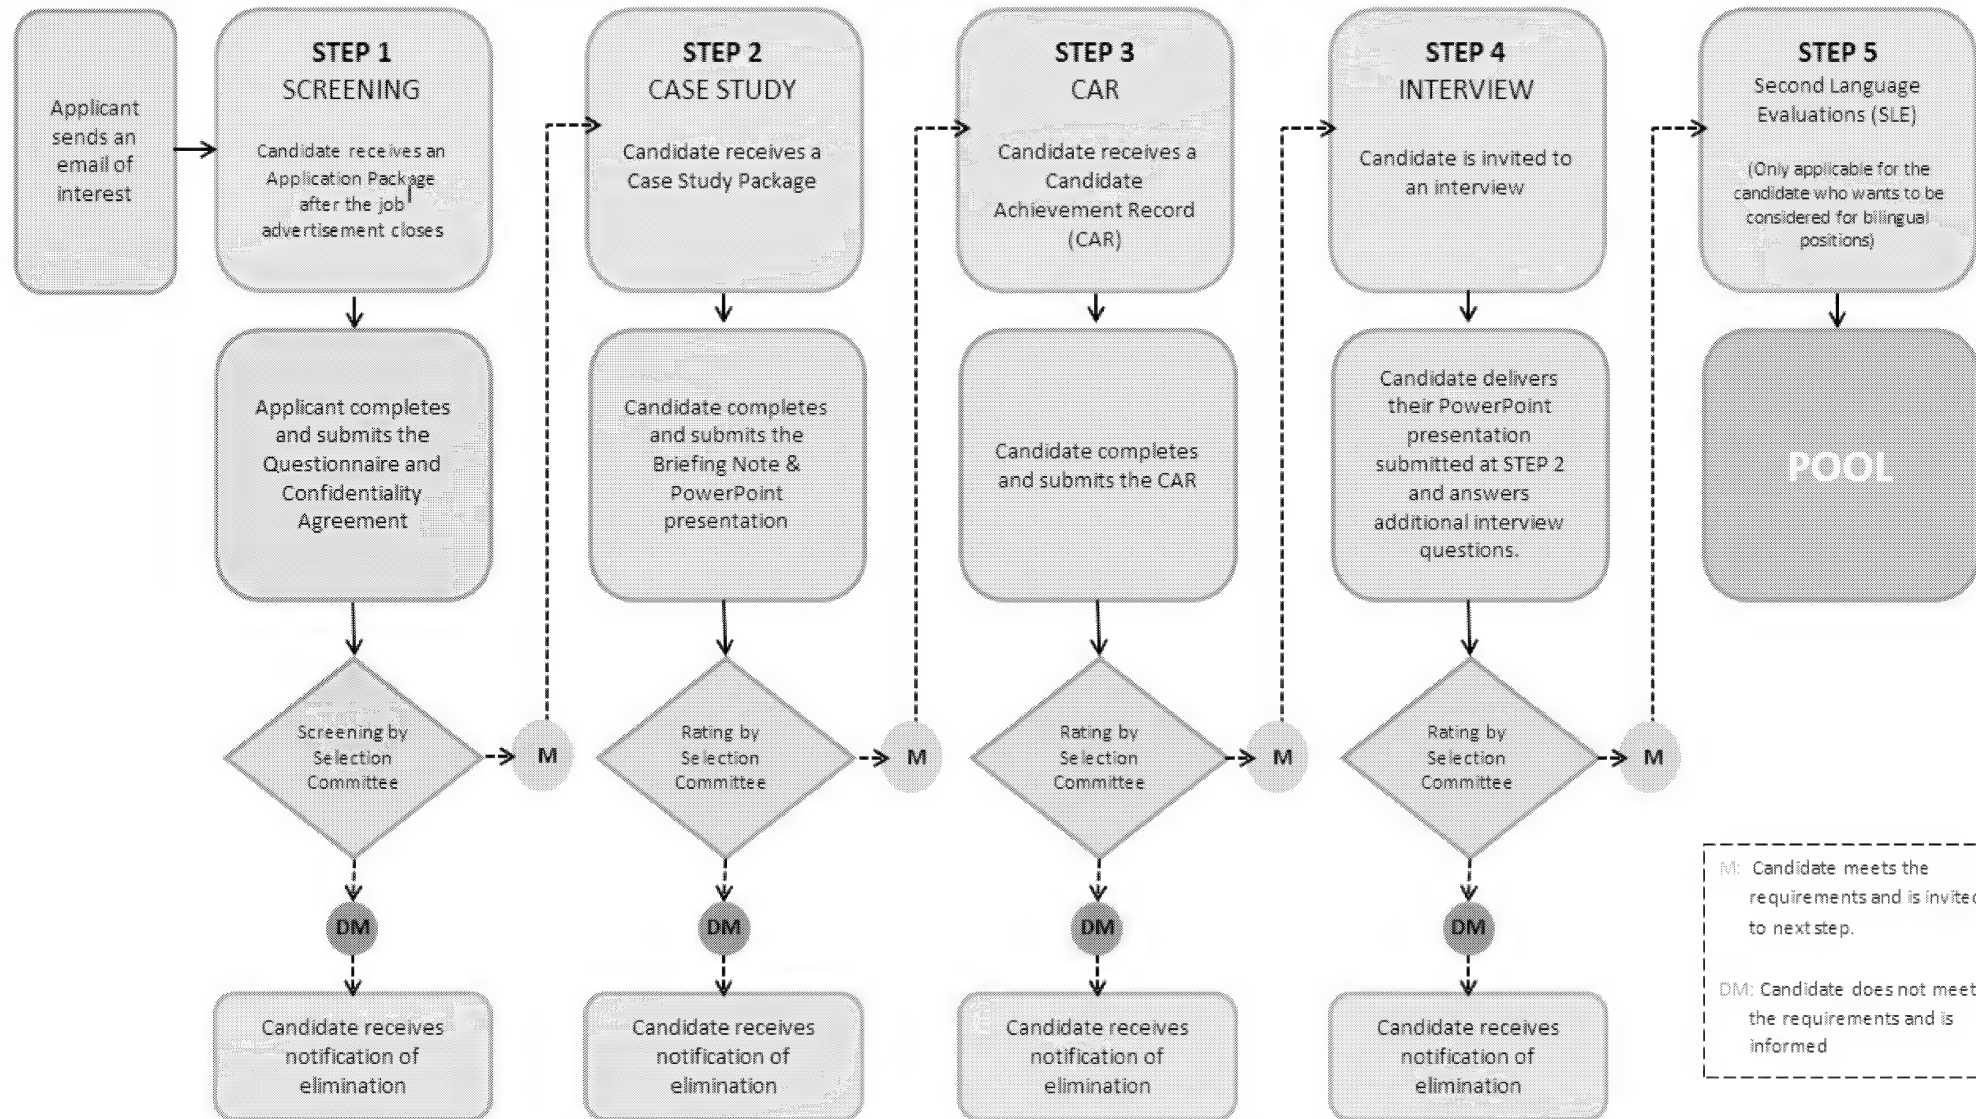 Applicant
sends an
email of
interest
STEP 1
SCREENING
Candidate receives an
Application Package
after the job
advertisement closes
Applicant completes
and submits the
Questionnaire and
Confidentiality
Agreement
Screening by
Selection
Committee
M
DM
Candidate receives
notification of
elimination
STEP 2
CASE STUDY
Candidate receives a
Case Study Package
Candidate completes
and submits the
Briefing Note &
PowerPoint
presentation
Rating by
Selection
Committee
M
DM
Candidate receives
notification of
elimination
STEP 3
CAR
Candidate receives a
Candidate
Achievement Record
(CAR)
Candidate completes
and submits the CAR
Rating by
Selection
Committee
M
DM
Candidate receives
notification of
elimination
STEP 4
INTERVIEW
Candidate is invited to
an interview
Candidate delivers
their PowerPoint
presentation
submitted at STEP 2
and answers
additional interview
questions.
Rating by
Selection
Committee
M
DM
Candidate receives
notification of
elimination
STEP 5
Second Language
Evaluations (SLE)
(Only applicable for the
candidate who wants to be
considered for bilingual
positions)
POOL
M: Candidate meets the
requirements and is invited
to next step.
DM: Candidate does not meet
the requirements and is
informed